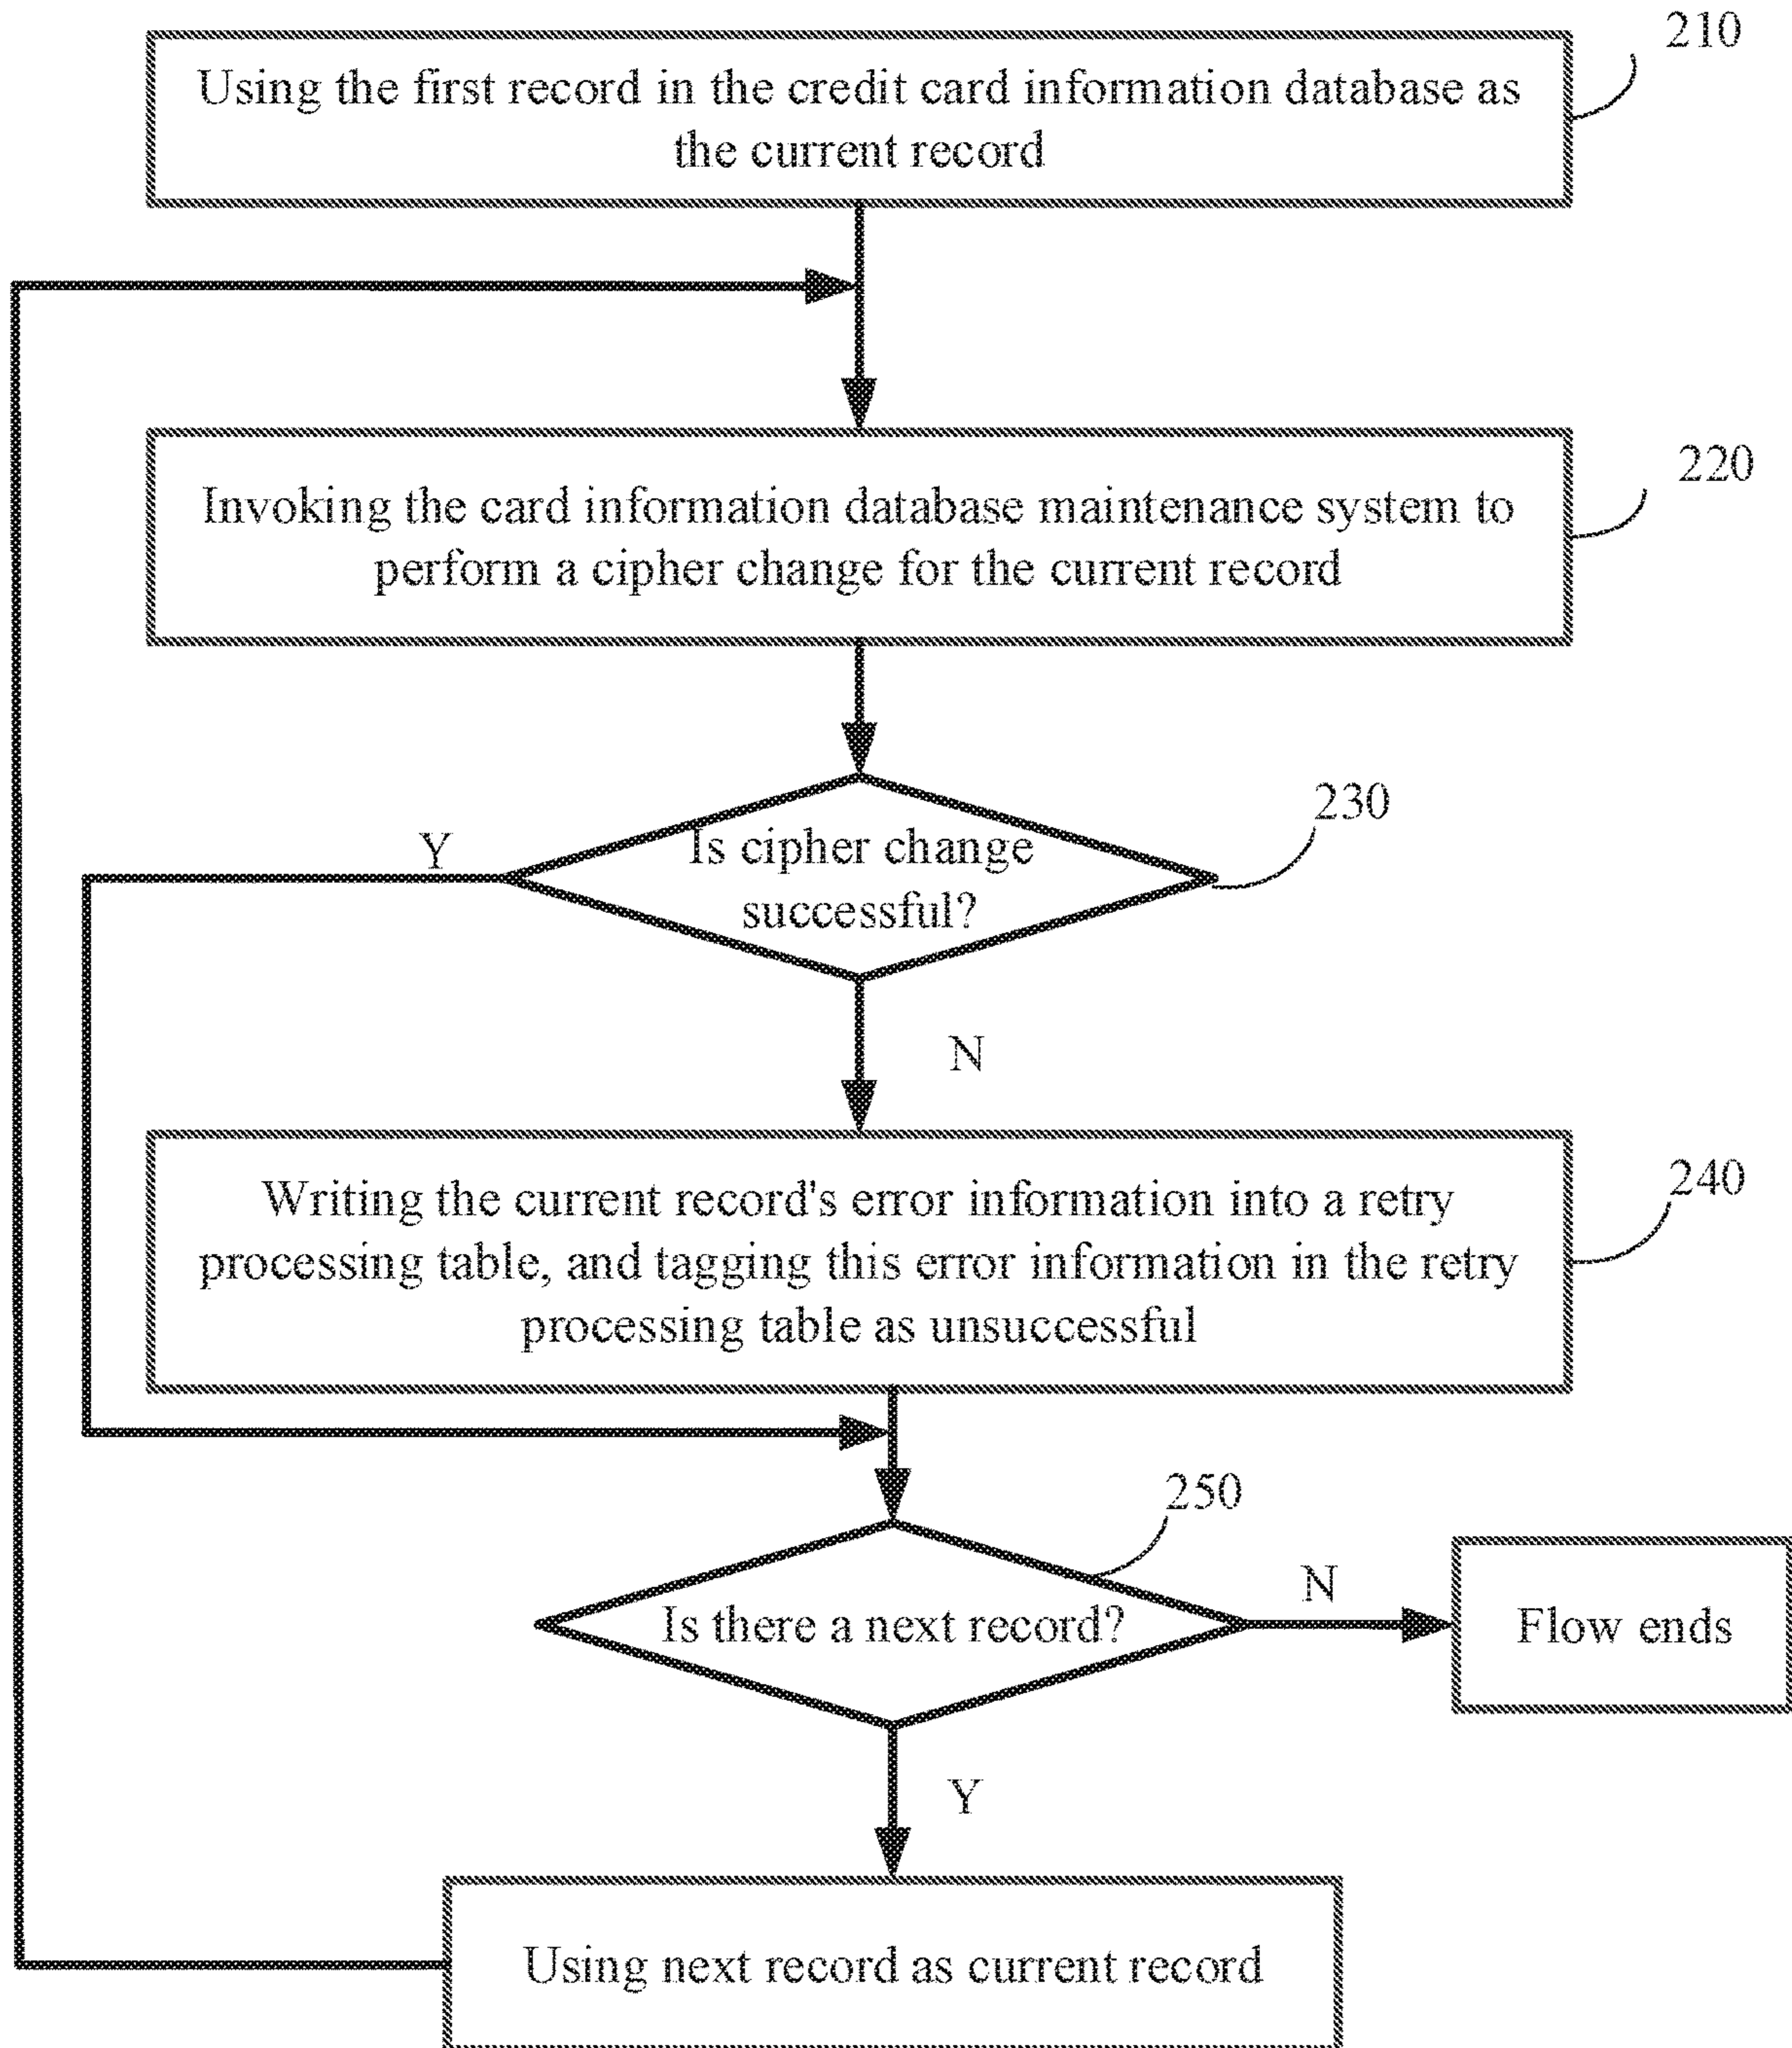 210
Using the first record in the credit card information database as
the current record
220
Invoking the card information database maintenance system to
perform a cipher change for the current record
230
Y
Is cipher change
successful?
N
240
Writing the current record's error information into a retry
processing table, and tagging this error information in the retry
processing table as unsuccessful
250
N
Is there a next record?
Flow ends
Y
Using next record as current record